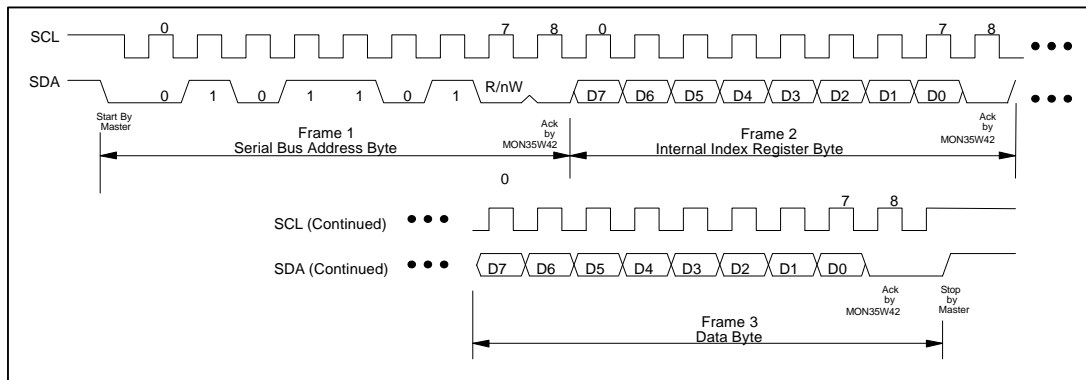 0 7 8 0 7 8
SCL
SDA
0 1 0 1 1 0 1 R/nW D7 D6 D5 D4 D3 D2 D1 D0
Start By
Master
Ack
by
MON35W42
Ack
by
MON35W42
Frame 1
Serial Bus Address Byte
Frame 2
Internal Index Register Byte
0
7 8
SCL (Continued)
SDA (Continued)
D7 D6 D5 D4 D3 D2 D1 D0
Ack
by
MON35W42
Stop
by
Master
Frame 3
Data Byte